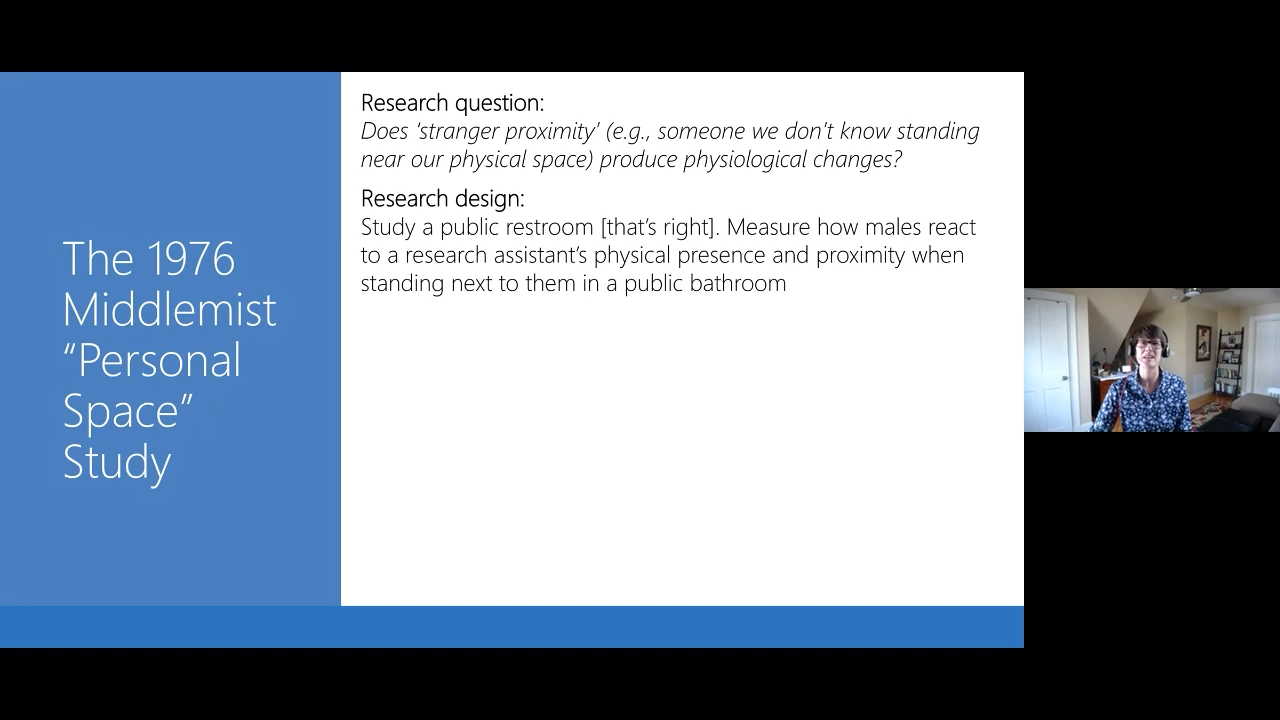 The 1976
Middlemist
“Personal
Space”
Study
Research question:
Does 'stranger proximity' (e.g., someone we don't know standing
near our physical space) produce physiological changes?
Research design:
Study a public restroom [that’s right]. Measure how males react
to a research assistant’s physical presence and proximity when
standing next to them in a public bathroom